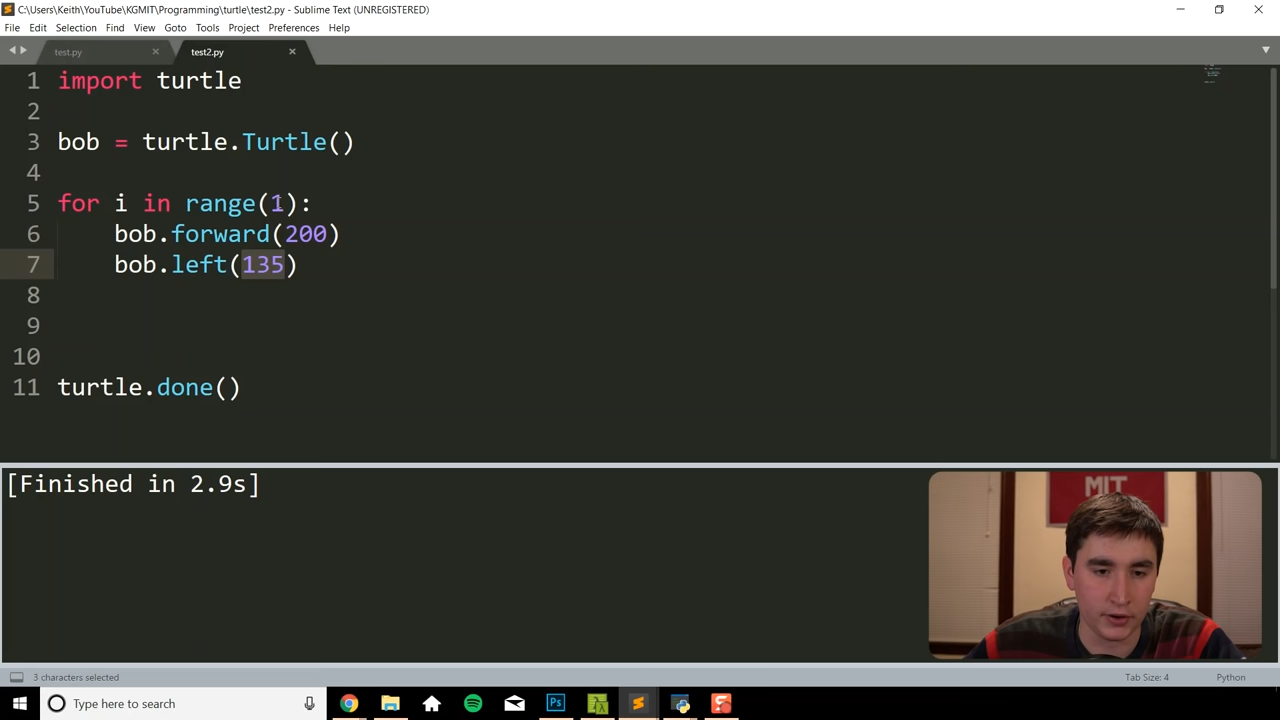 C:\Users\Keith\YouTube\KGMIT\Programming\turtle\test2.py - Sublime Text (UNREGISTERED)
File Edit Selection Find View Goto Tools Project Preferences Help
test.py test2.py
1 import turtle
2
3 bob = turtle.Turtle()
4
5 for i in range(1):
6 bob.forward(200)
7 bob.left(135)
8
9
10
11 turtle.done()
[Finished in 2.9s]
MIT
3 characters selected Tab Size: 4 Python
Type here to search
Ps